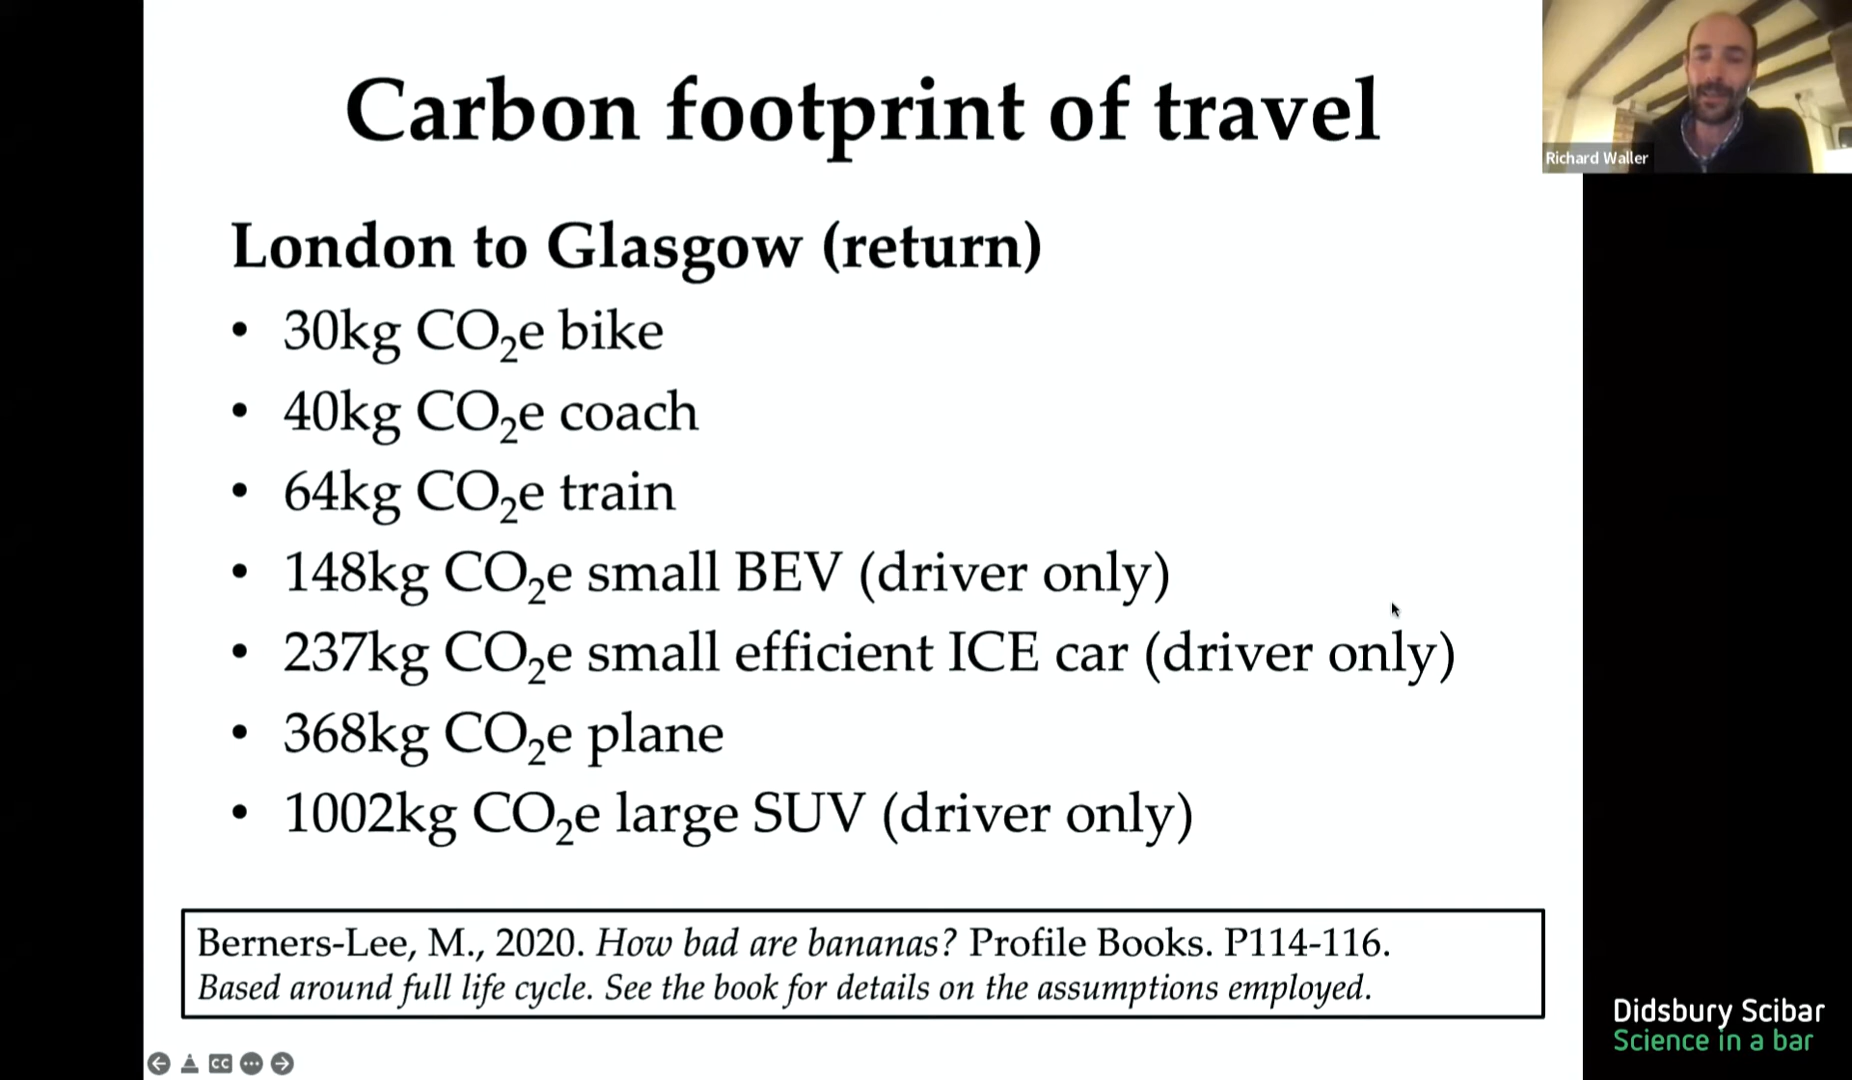 Carbon footprint of travel
Richard Waller
London to Glasgow (return)
• 30kg CO₂e bike
• 40kg CO₂e coach
• 64kg CO₂e train
• 148kg CO₂e small BEV (driver only)
• 237kg CO₂e small efficient ICE car (driver only)
• 368kg CO₂e plane
• 1002kg CO₂e large SUV (driver only)
Berners-Lee, M., 2020. How bad are bananas? Profile Books. P114-116.
Based around full life cycle. See the book for details on the assumptions employed.
Didsbury Scibar
Science in a bar
CC